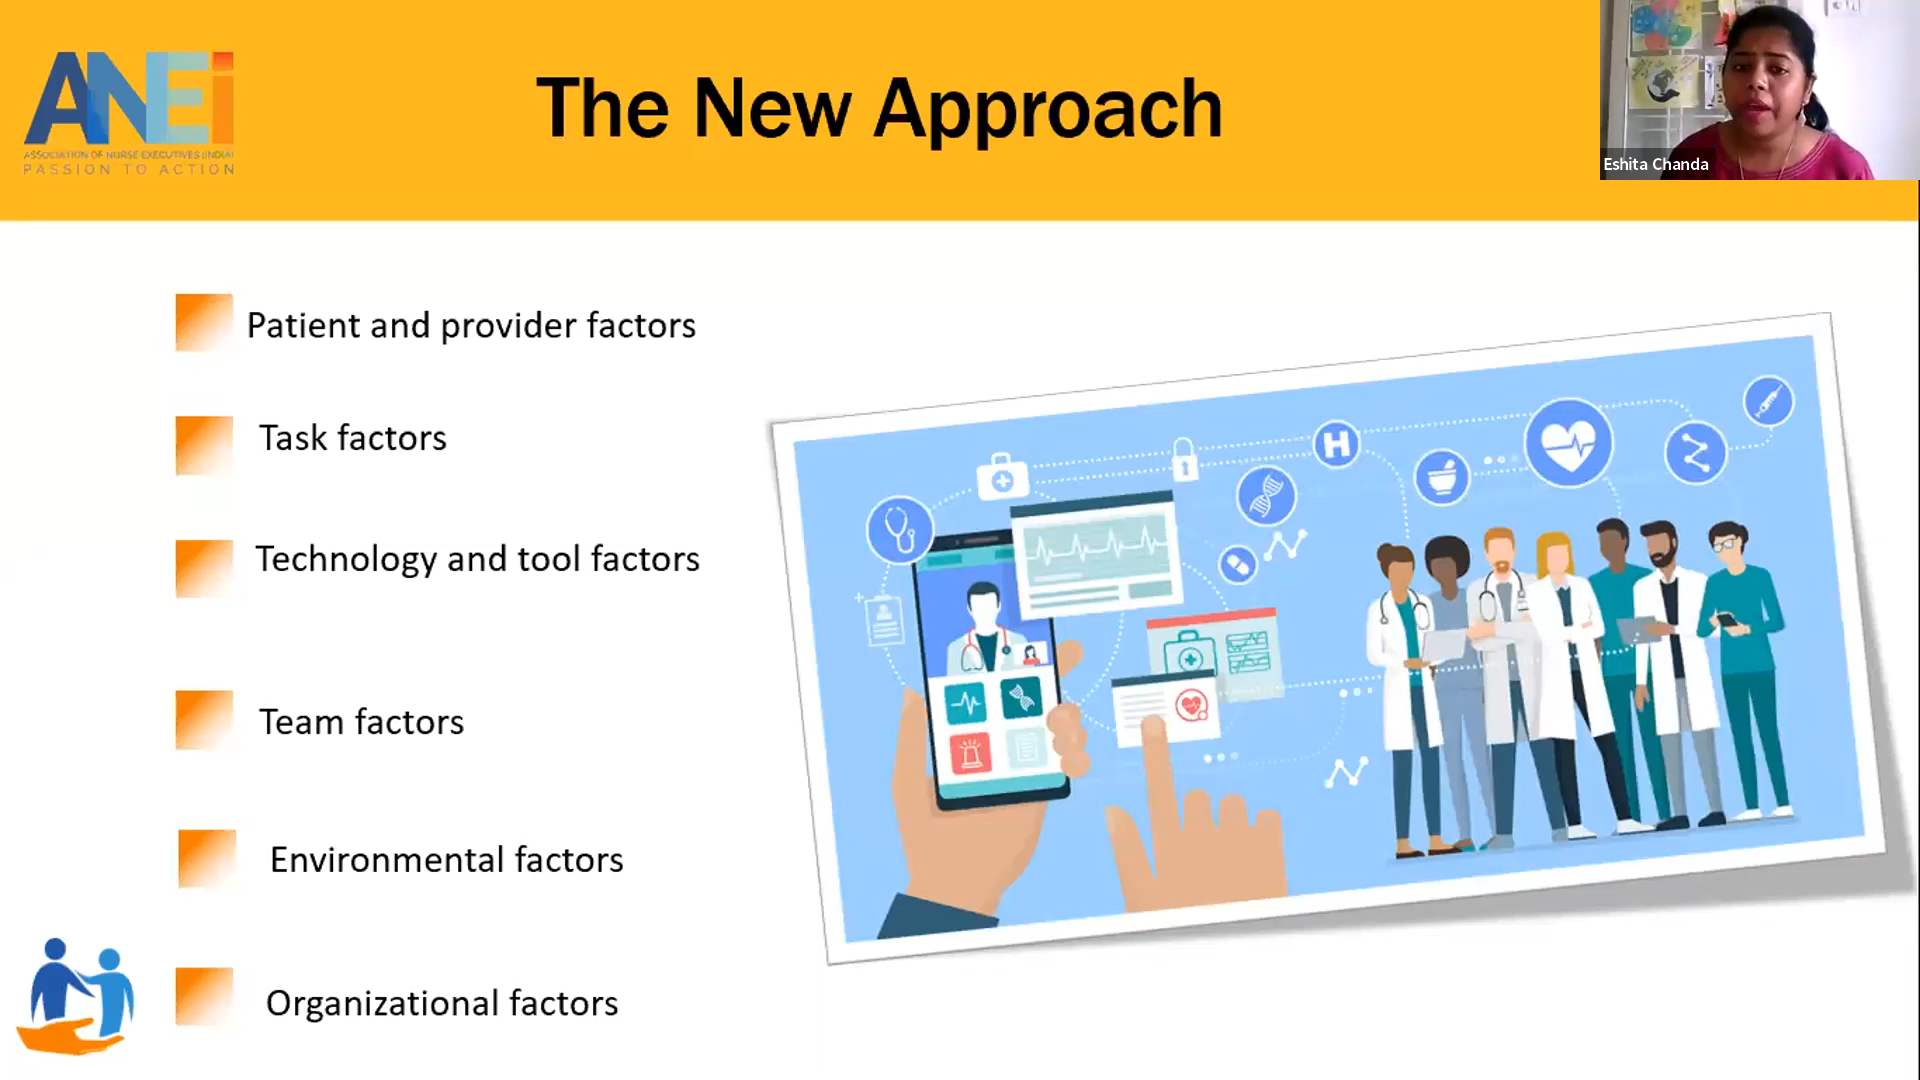 ANEi
ASSOCIATION OF NURSE EXECUTIVES (INDIA)
PASSION TO ACTION
The New Approach
Eshita Chanda
Patient and provider factors
Task factors
Technology and tool factors
Team factors
Environmental factors
Organizational factors
H